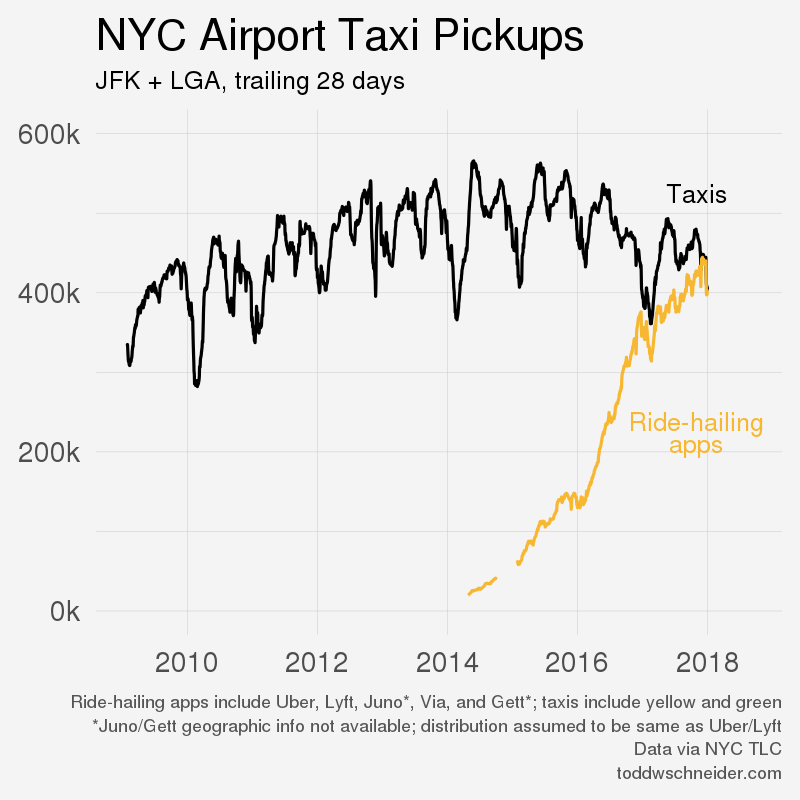 NYC Airport Taxi Pickups
JFK + LGA, trailing 28 days
600k
Taxis
400k
Ride-hailing
apps
200k
0k
2010 2012 2014 2016 2018
Ride-hailing apps include Uber, Lyft, Juno*, Via, and Gett*; taxis include yellow and green
*Juno/Gett geographic info not available; distribution assumed to be same as Uber/Lyft
Data via NYC TLC
toddwschneider.com